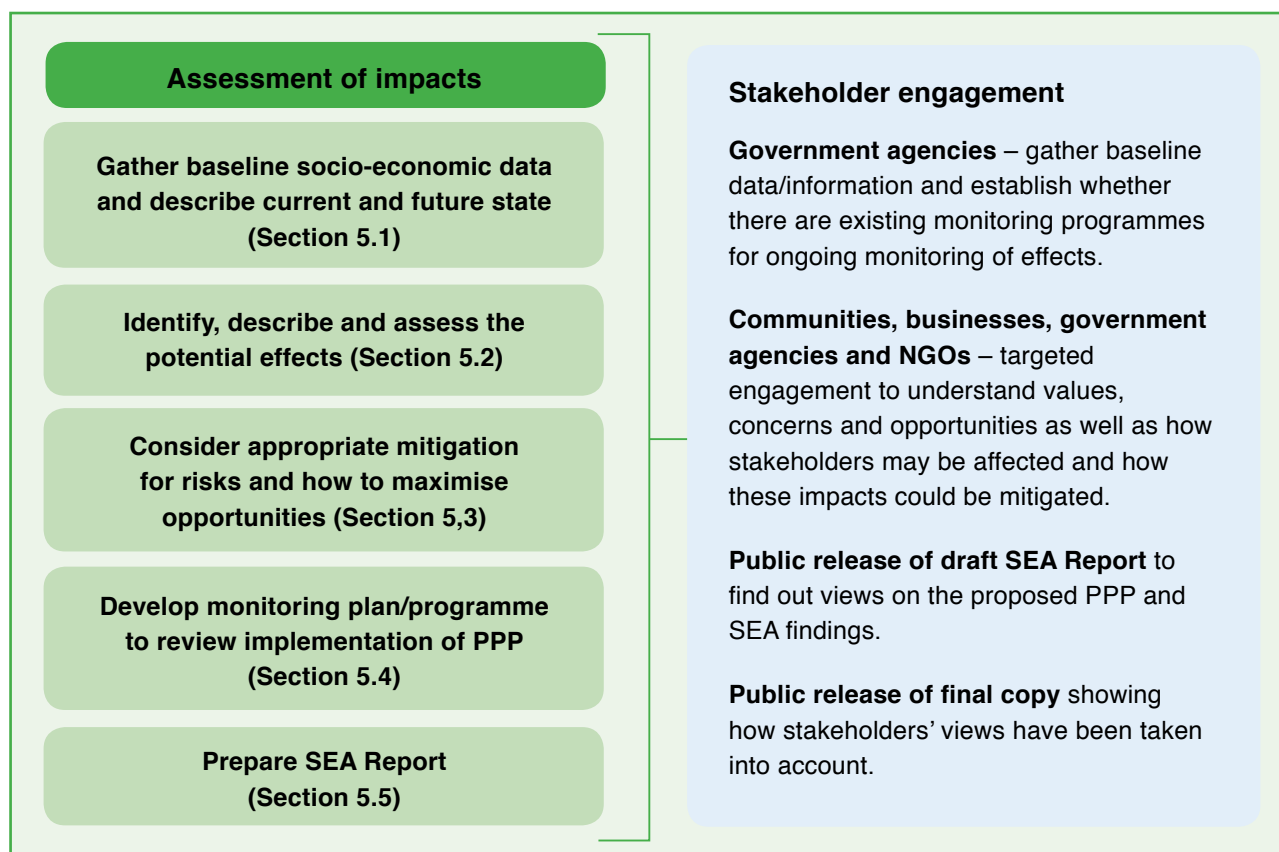 Assessment of impacts
Gather baseline socio-economic data
and describe current and future state
(Section 5.1)
Identify, describe and assess the
potential effects (Section 5.2)
Consider appropriate mitigation
for risks and how to maximise
opportunities (Section 5,3)
Develop monitoring plan/programme
to review implementation of PPP
(Section 5.4)
Prepare SEA Report
(Section 5.5)
Stakeholder engagement
Government agencies – gather baseline
data/information and establish whether
there are existing monitoring programmes
for ongoing monitoring of effects.
Communities, businesses, government
agencies and NGOs – targeted
engagement to understand values,
concerns and opportunities as well as how
stakeholders may be affected and how
these impacts could be mitigated.
Public release of draft SEA Report to
find out views on the proposed PPP and
SEA findings.
Public release of final copy showing
how stakeholders’ views have been taken
into account.